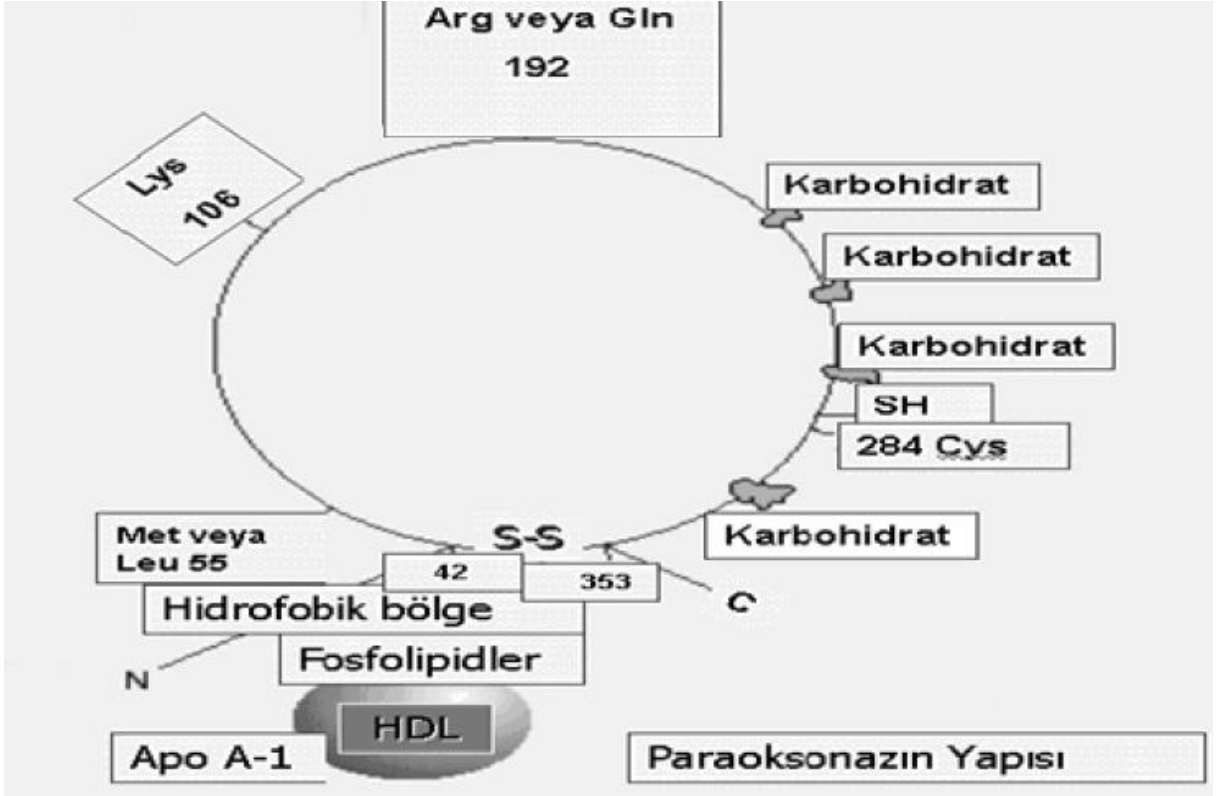 Arg veya Gln
192
Lys
106
Karbohidrat
Karbohidrat
Karbohidrat
SH
284 Cys
Karbohidrat
Met veya
Leu 55
S-S
42
353
C
Hidrofobik bölge
Fosfolipidler
N
HDL
Apo A-1
Paraoksonazın Yapısı